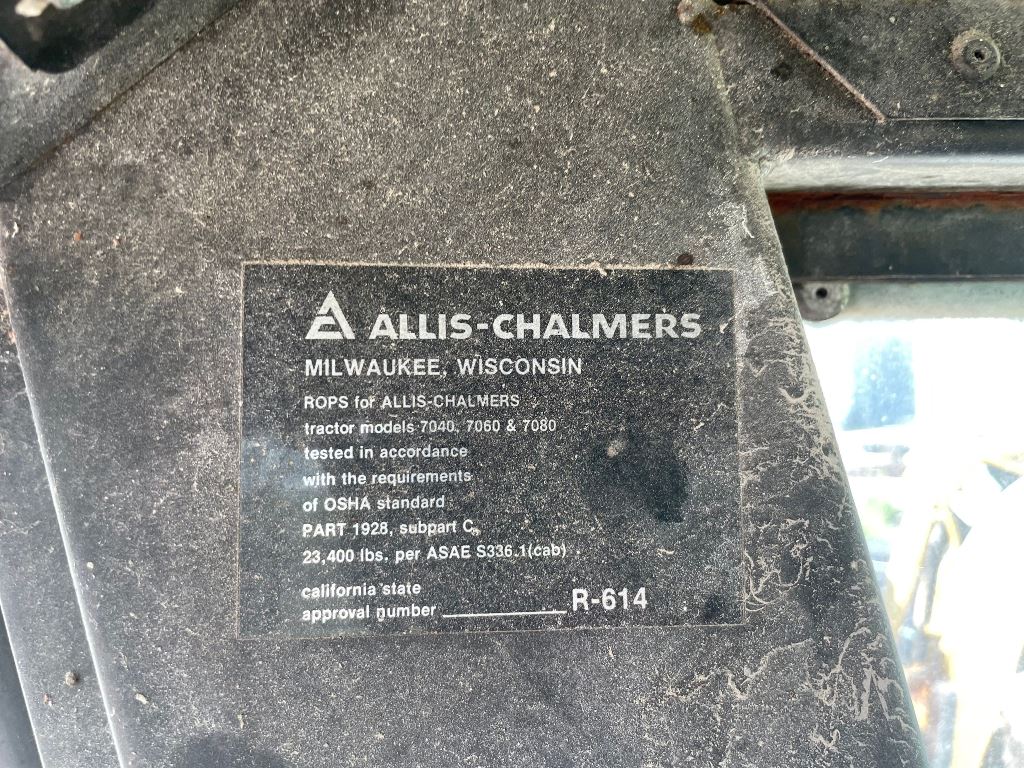 ALLIS-CHALMERS
MILWAUKEE, WISCONSIN
ROPS for ALLIS-CHALMERS
tractor models 7040, 7060 & 7080
tested in accordance
with the requirements
of OSHA standard
PART 1928, subpart C,
23,400 lbs. per ASAE S336.1(cab)
california state
approval number ____________ R-614